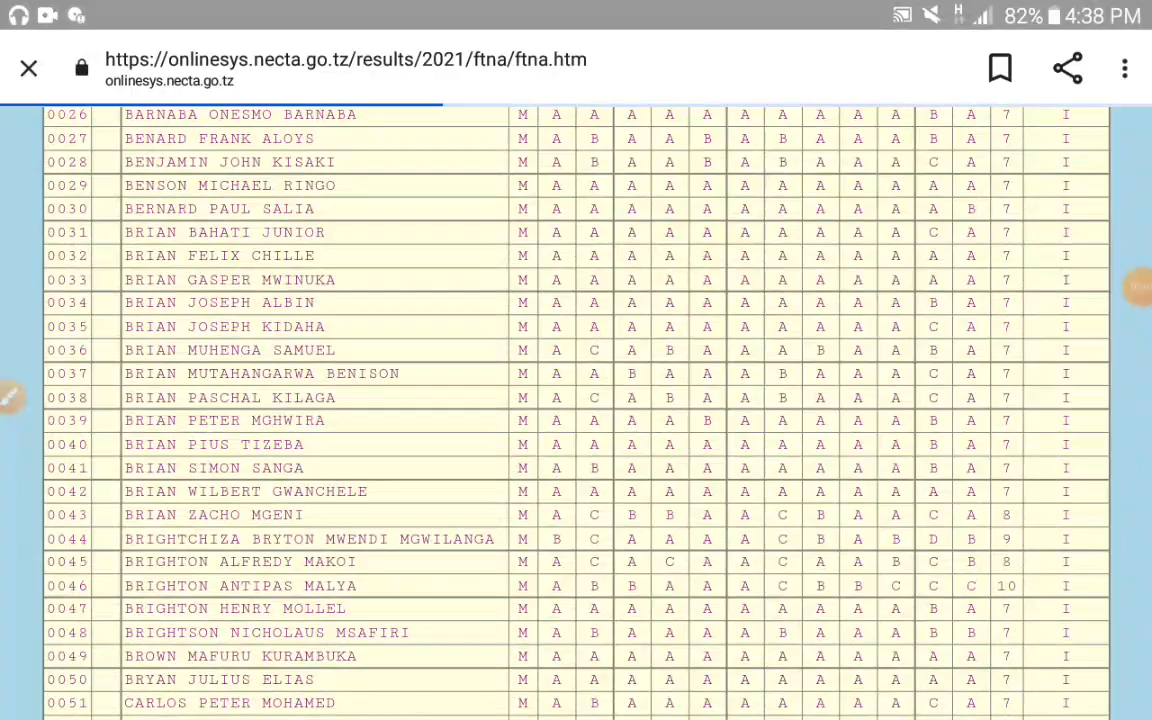 82% 4:38 PM
https://onlinesys.necta.go.tz/results/2021/ftna/ftna.htm
onlinesys.necta.go.tz
0026 BARNABA ONESMO BARNABA M A A A A A A A A A A B A 7 I
0027 BENARD FRANK ALOYS M A B A A B A B A A A B A 7 I
0028 BENJAMIN JOHN KISAKI M A B A A B A B A A A C A 7 I
0029 BENSON MICHAEL RINGO M A A A A A A A A A A A A 7 I
0030 BERNARD PAUL SALIA M A A A A A A A A A A A B 7 I
0031 BRIAN BAHATI JUNIOR M A A A A A A A A A A C A 7 I
0032 BRIAN FELIX CHILLE M A A A A A A A A A A A A 7 I
0033 BRIAN GASPER MWINUKA M A A A A A A A A A A A A 7 I
0034 BRIAN JOSEPH ALBIN M A A A A A A A A A A B A 7 I
0035 BRIAN JOSEPH KIDAHA M A A A A A A A A A A C A 7 I
0036 BRIAN MUHENGA SAMUEL M A C A B A A A B A A B A 7 I
0037 BRIAN MUTAHANGARWA BENISON M A A B A A A B A A A C A 7 I
0038 BRIAN PASCHAL KILAGA M A C A B A A B A A A C A 7 I
0039 BRIAN PETER MGHWIRA M A A A A B A A A A A B A 7 I
0040 BRIAN PIUS TIZEBA M A A A A A A A A A A B A 7 I
0041 BRIAN SIMON SANGA M A B A A A A A A A A B A 7 I
0042 BRIAN WILBERT GWANCHELE M A A A A A A A A A A A A 7 I
0043 BRIAN ZACHO MGENI M A C B B A A C B A A C A 8 I
0044 BRIGHTCHIZA BRYTON MWENDI MGWILANGA M B C A A A A C B A B D B 9 I
0045 BRIGHTON ALFREDY MAKOI M A C A C A A C A A B C B 8 I
0046 BRIGHTON ANTIPAS MALYA M A B B A A A C B B C C C 10 I
0047 BRIGHTON HENRY MOLLEL M A A A A A A A A A A B A 7 I
0048 BRIGHTSON NICHOLAUS MSAFIRI M A B A A A A B A A A B B 7 I
0049 BROWN MAFURU KURAMBUKA M A A A A A A A A A A A A 7 I
0050 BRYAN JULIUS ELIAS M A A A A A A A A A A A A 7 I
0051 CARLOS PETER MOHAMED M A B A A A A A A A A C A 7 I